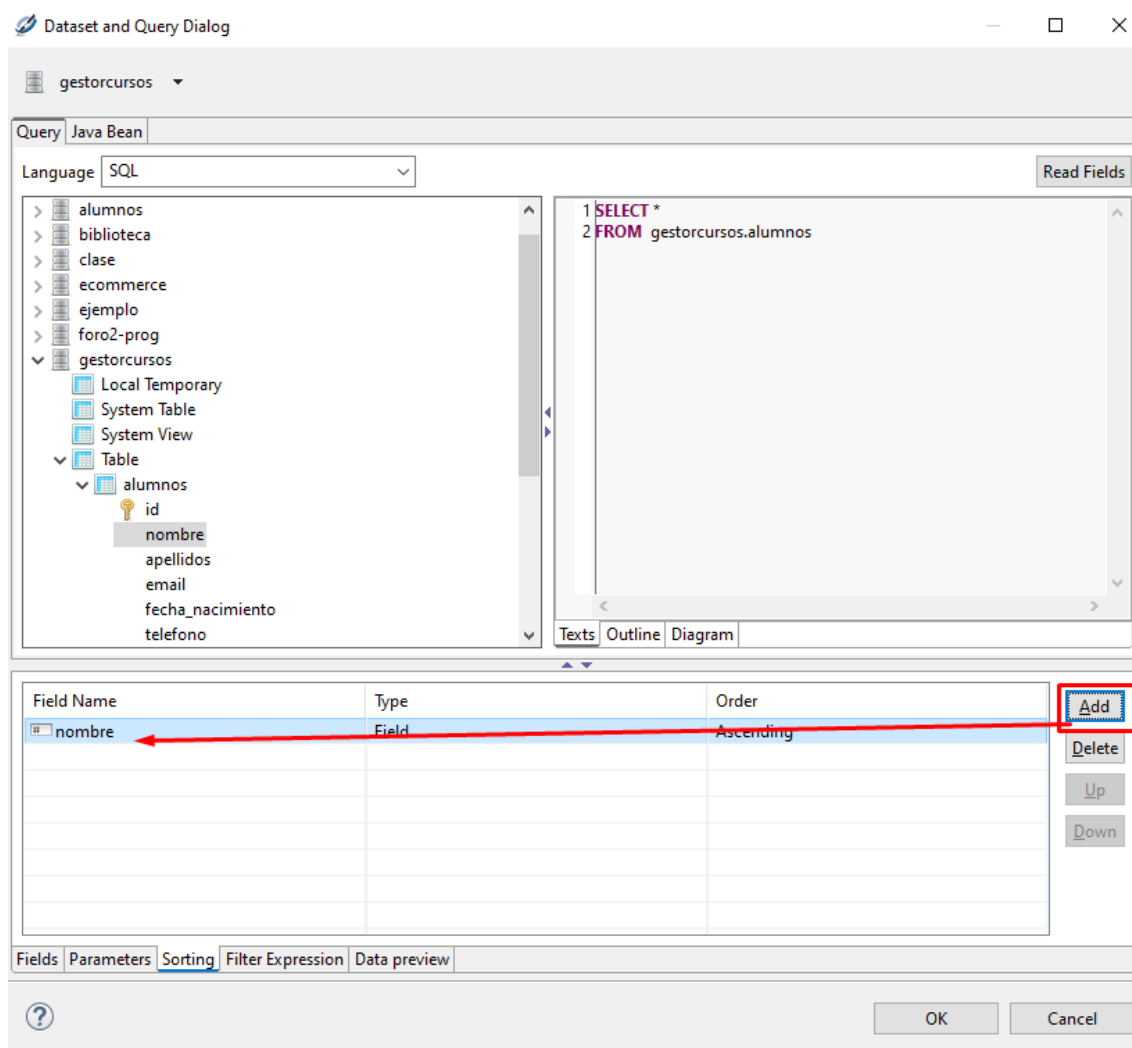 Dataset and Query Dialog
gestorcursos
Query Java Bean
Language SQL Read Fields
alumnos
biblioteca
clase
ecommerce
ejemplo
foro2-prog
gestorcursos
Local Temporary
System Table
System View
Table
alumnos
id
nombre
apellidos
email
fecha_nacimiento
telefono
1 SELECT *
2 FROM gestorcursos.alumnos
Texts Outline Diagram
Field Name Type Order
nombre Field Ascending
Add
Delete
Up
Down
Fields Parameters Sorting Filter Expression Data preview
? OK Cancel